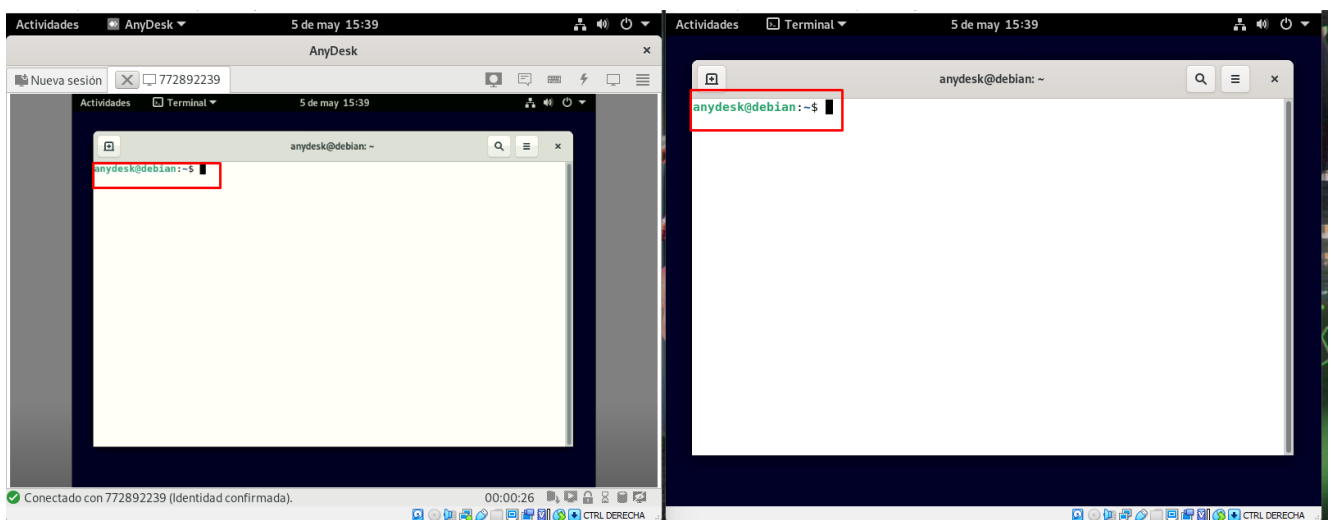 Actividades AnyDesk 5 de may 15:39
AnyDesk
Nueva sesión 772892239
Actividades Terminal 5 de may 15:39
anydesk@debian: ~
anydesk@debian:~$
Conectado con 772892239 (Identidad confirmada). 00:00:26
CTRL DERECHA
Actividades Terminal 5 de may 15:39
anydesk@debian: ~
anydesk@debian:~$
CTRL DERECHA